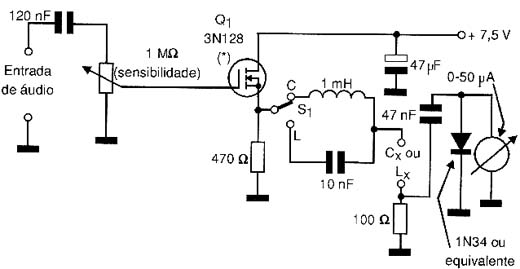 120 nF
Entrada
de áudio
1 MΩ
(sensibilidade)
Q1
3N128
(*)
+ 7,5 V
47 µF
0-50 µA
C
S1
L
1 mH
47 nF
Cx ou
Lx
470 Ω
10 nF
100 Ω
1N34 ou
equivalente